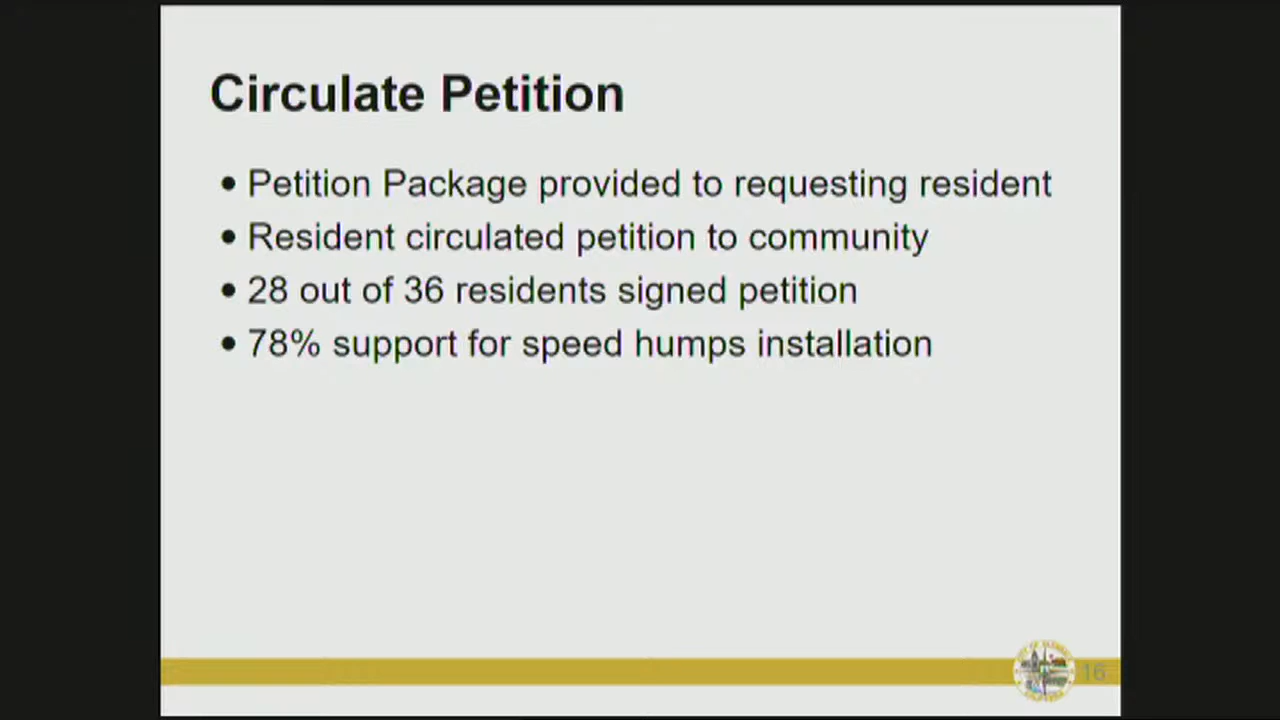 Circulate Petition
• Petition Package provided to requesting resident
• Resident circulated petition to community
• 28 out of 36 residents signed petition
• 78% support for speed humps installation
16